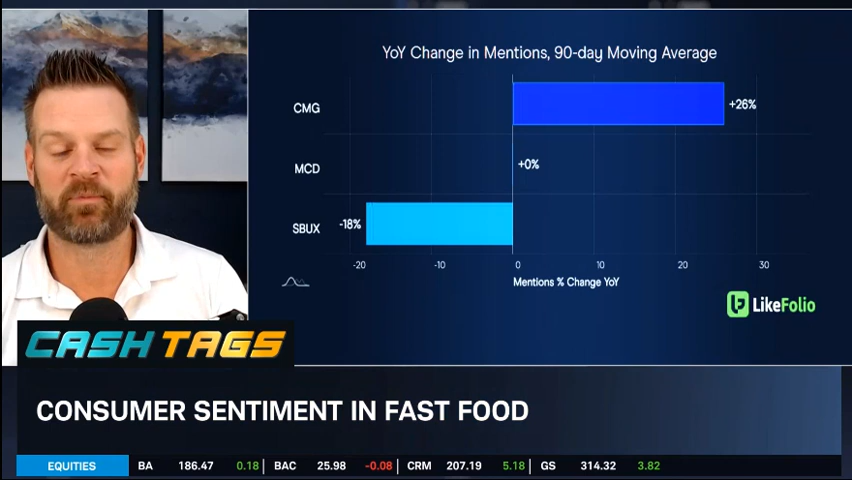 YoY Change in Mentions, 90-day Moving Average
CMG +26%
MCD +0%
SBUX -18%
-20 -10 0 10 20 30
Mentions % Change YoY
LikeFolio
CASH TAGS
CONSUMER SENTIMENT IN FAST FOOD
EQUITIES BA 186.47 0.18 BAC 25.98 -0.08 CRM 207.19 5.18 GS 314.32 3.82